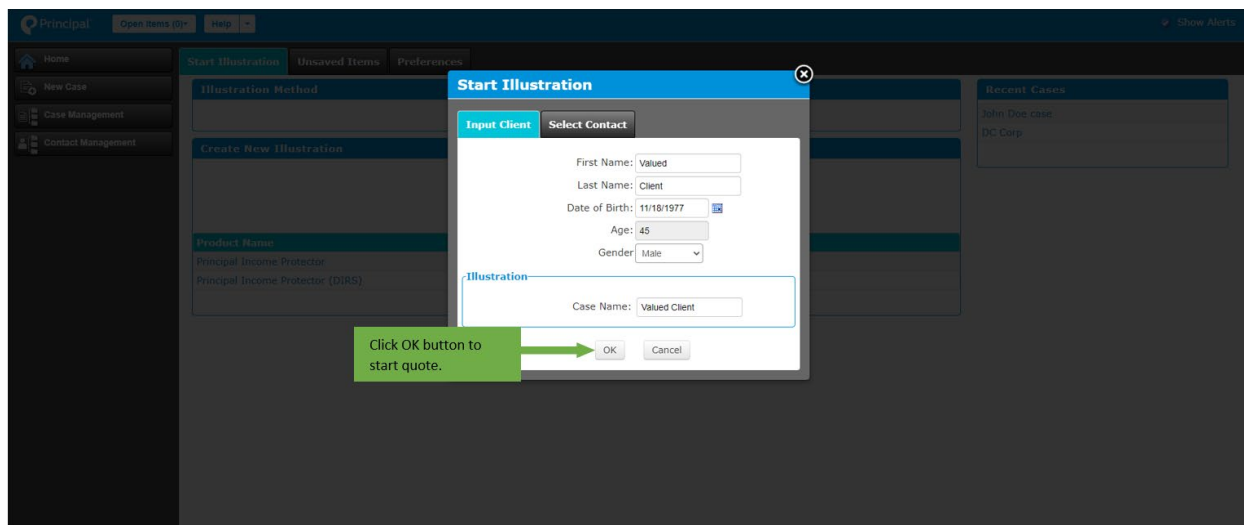 Principal
Open Items (0)
Help
Show Alerts
Home
New Case
Case Management
Contact Management
Start Illustration
Unsaved Items
Preferences
Illustration Method
Create New Illustration
Product Name
Principal Income Protector
Principal Income Protector (DIRS)
Start Illustration
Input Client
Select Contact
First Name: Valued
Last Name: Client
Date of Birth: 11/18/1977
Age: 45
Gender Male
Illustration
Case Name: Valued Client
OK
Cancel
Click OK button to
start quote.
Recent Cases
John Doe case
DC Corp